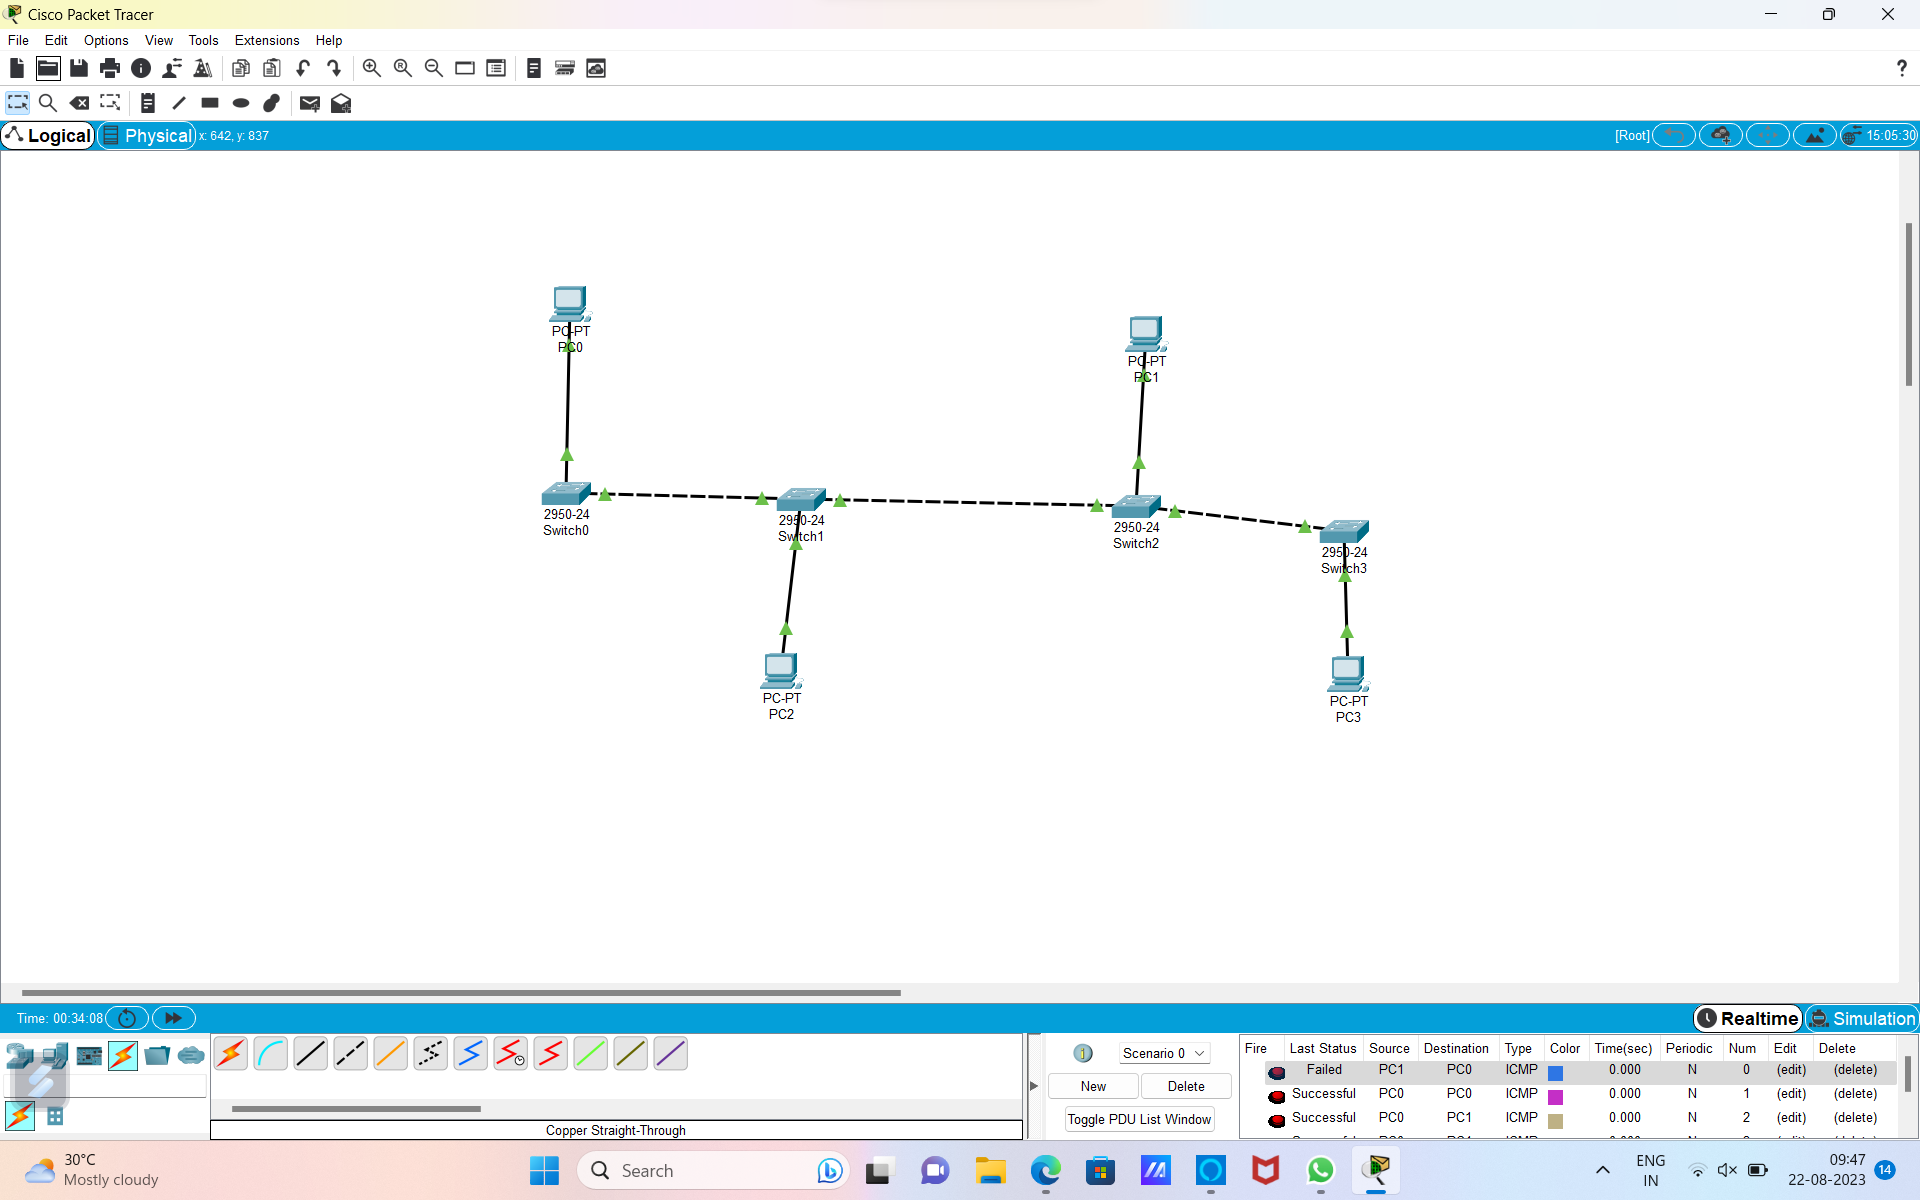 Cisco Packet Tracer
File Edit Options View Tools Extensions Help
?
Logical Physical x: 642, y: 837 [Root] 15:05:30
PC-PT
PC0
PC-PT
PC1
2950-24
Switch0
2950-24
Switch1
2950-24
Switch2
2950-24
Switch3
PC-PT
PC2
PC-PT
PC3
Time: 00:34:08 Realtime Simulation
Scenario 0
New Delete
Toggle PDU List Window
Copper Straight-Through
Fire Last Status Source Destination Type Color Time(sec) Periodic Num Edit Delete
Failed PC1 PC0 ICMP 0.000 N 0 (edit) (delete)
Successful PC0 PC0 ICMP 0.000 N 1 (edit) (delete)
Successful PC0 PC1 ICMP 0.000 N 2 (edit) (delete)
30°C
Mostly cloudy
Search
ENG
IN
09:47
22-08-2023
14